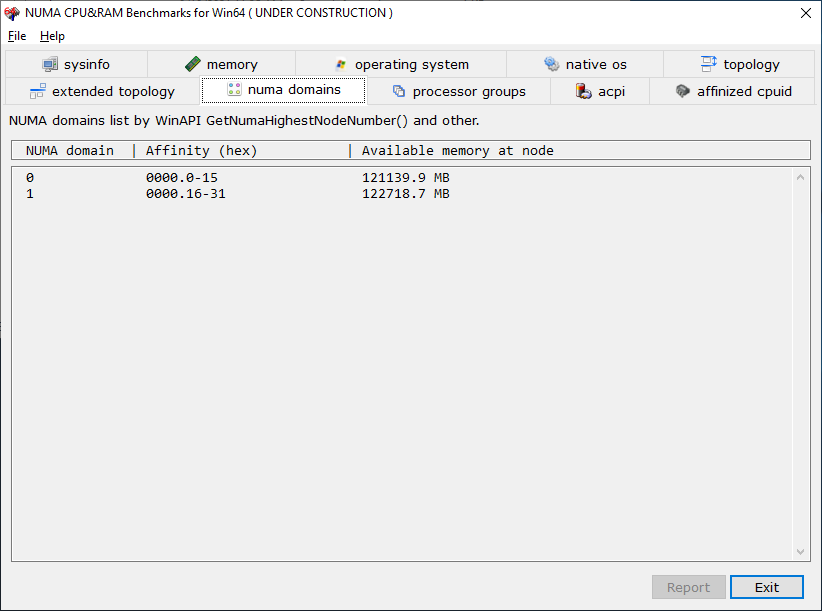 NUMA CPU&RAM Benchmarks for Win64 ( UNDER CONSTRUCTION )
File Help
sysinfo memory operating system native os topology
extended topology numa domains processor groups acpi affinized cpuid
NUMA domains list by WinAPI GetNumaHighestNodeNumber() and other.
NUMA domain | Affinity (hex) | Available memory at node
0 0000.0-15 121139.9 MB
1 0000.16-31 122718.7 MB
Report Exit